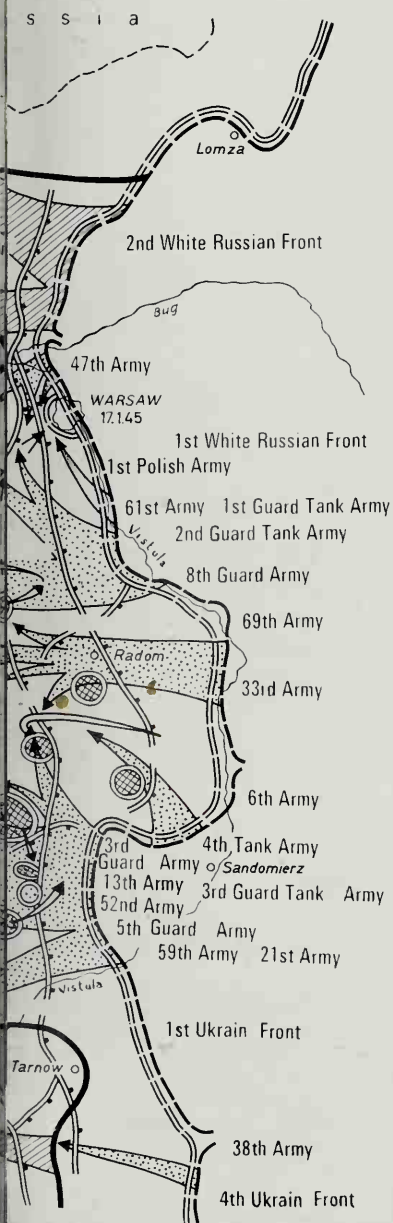 s s i a
Lomza
2nd White Russian Front
Bug
47th Army
WARSAW
17.1.45
1st White Russian Front
1st Polish Army
61st Army 1st Guard Tank Army
Vistula
2nd Guard Tank Army
8th Guard Army
69th Army
Radom
33rd Army
6th Army
3rd
Guard Army
4th Tank Army
Sandomierz
13th Army
3rd Guard Tank Army
52nd Army
5th Guard Army
59th Army 21st Army
Vistula
1st Ukrain Front
Tarnow
38th Army
4th Ukrain Front